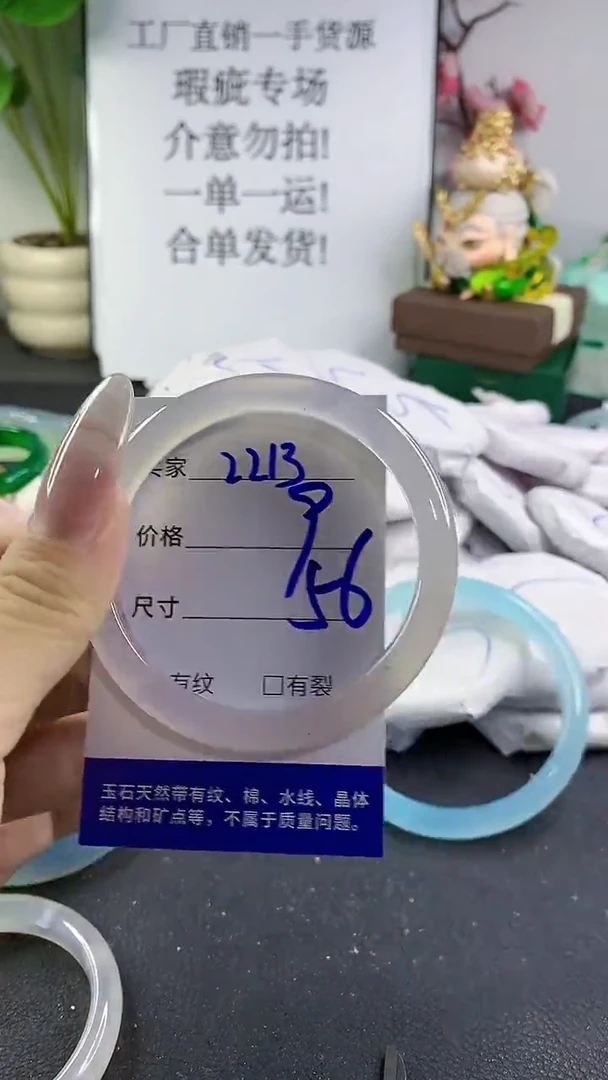 工厂直销一手货源
瑕疵专场
介意勿拍!
一单一运!
合单发货!
家 2213
价格
尺寸 56
有纹 □有裂
玉石天然带有纹、棉、水线、晶体
结构和矿点等，不属于质量问题。